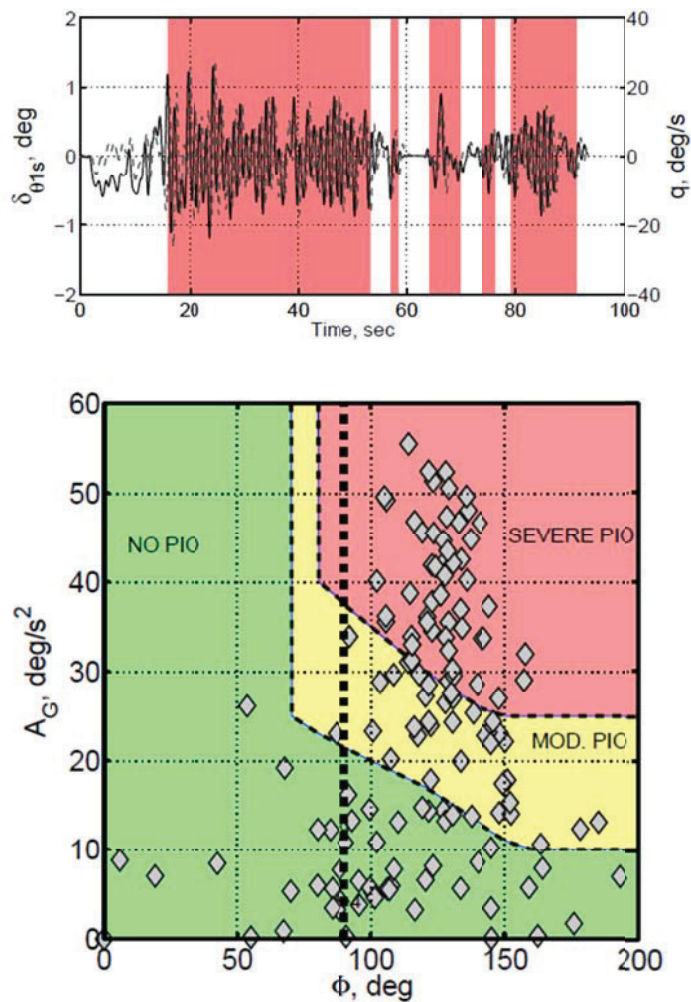 2 40
1 20
0 0
-1 -20
-2 -40
δθ1s, deg
q, deg/s
0 20 40 60 80 100
Time, sec
60
50
40
30
20
10
0
A_G, deg/s²
NO PIO
SEVERE PIO
MOD. PIO
0 50 100 150 200
Φ, deg